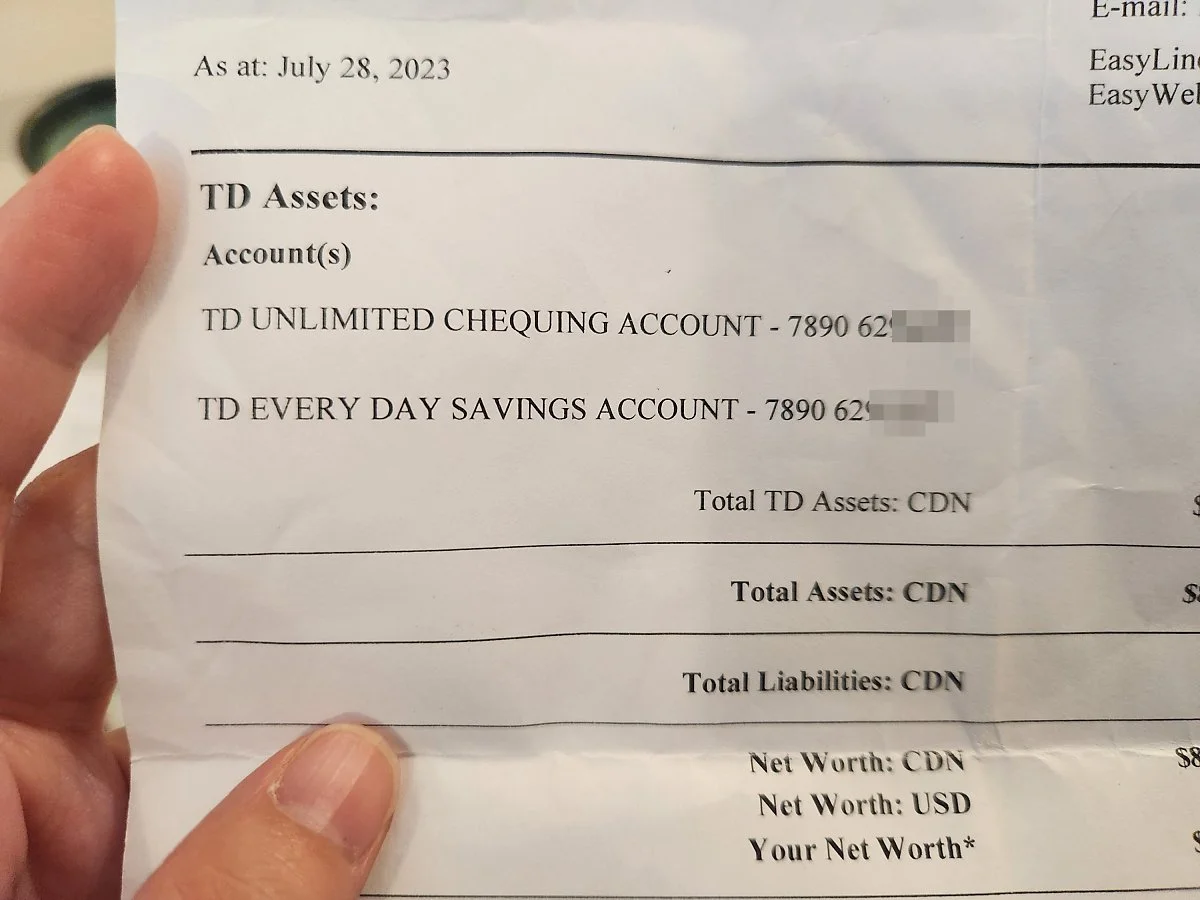 E-mail:
As at: July 28, 2023
TD Assets:
Account(s)
TD UNLIMITED CHEQUING ACCOUNT - 7890 62
TD EVERY DAY SAVINGS ACCOUNT - 7890 62
Total TD Assets: CDN $
Total Assets: CDN $8
Total Liabilities: CDN
Net Worth: CDN $8
Net Worth: USD
Your Net Worth* $